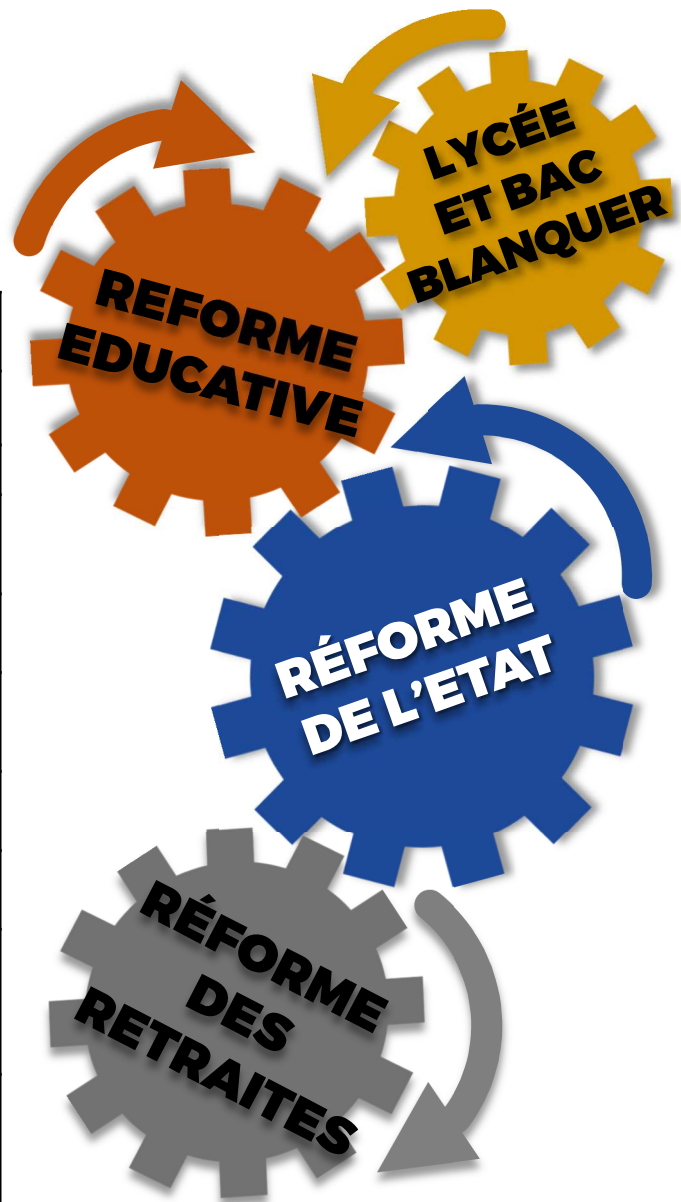 LYCÉE
ET BAC
BLANQUER
REFORME
EDUCATIVE
RÉFORME
DE L'ETAT
RÉFORME
DES
RETRAITES